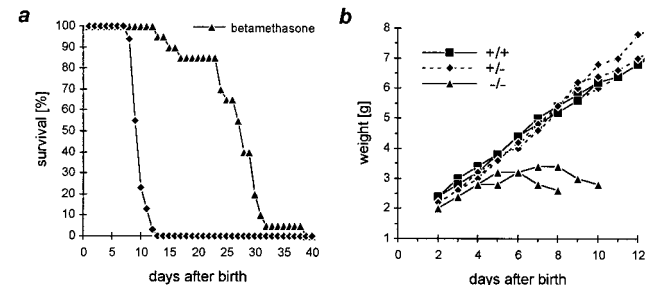 a
betamethasone
survival [%]
100
90
80
70
60
50
40
30
20
10
0
0 5 10 15 20 25 30 35 40
days after birth
b
+/+
+/-
-/-
weight [g]
8
7
6
5
4
3
2
1
0 2 4 6 8 10 12
days after birth